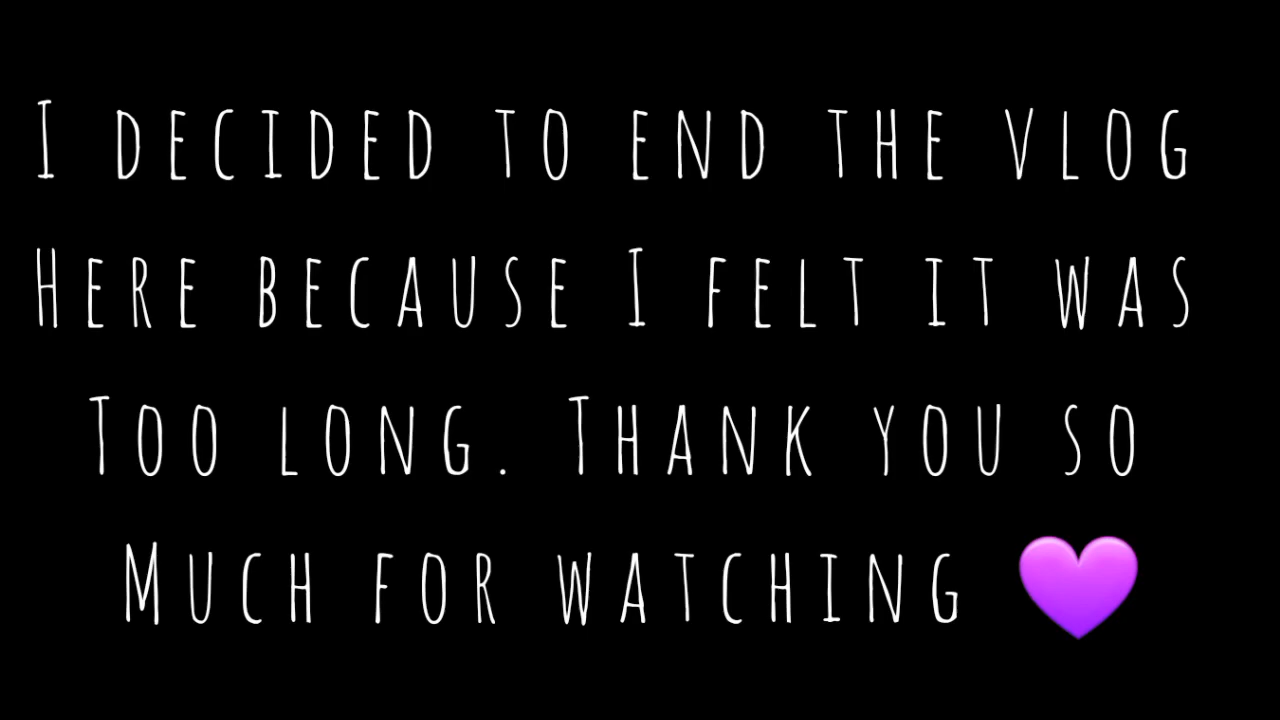 I decided to end the vlog
Here because I felt it was
Too long. Thank you so
Much for watching 💜